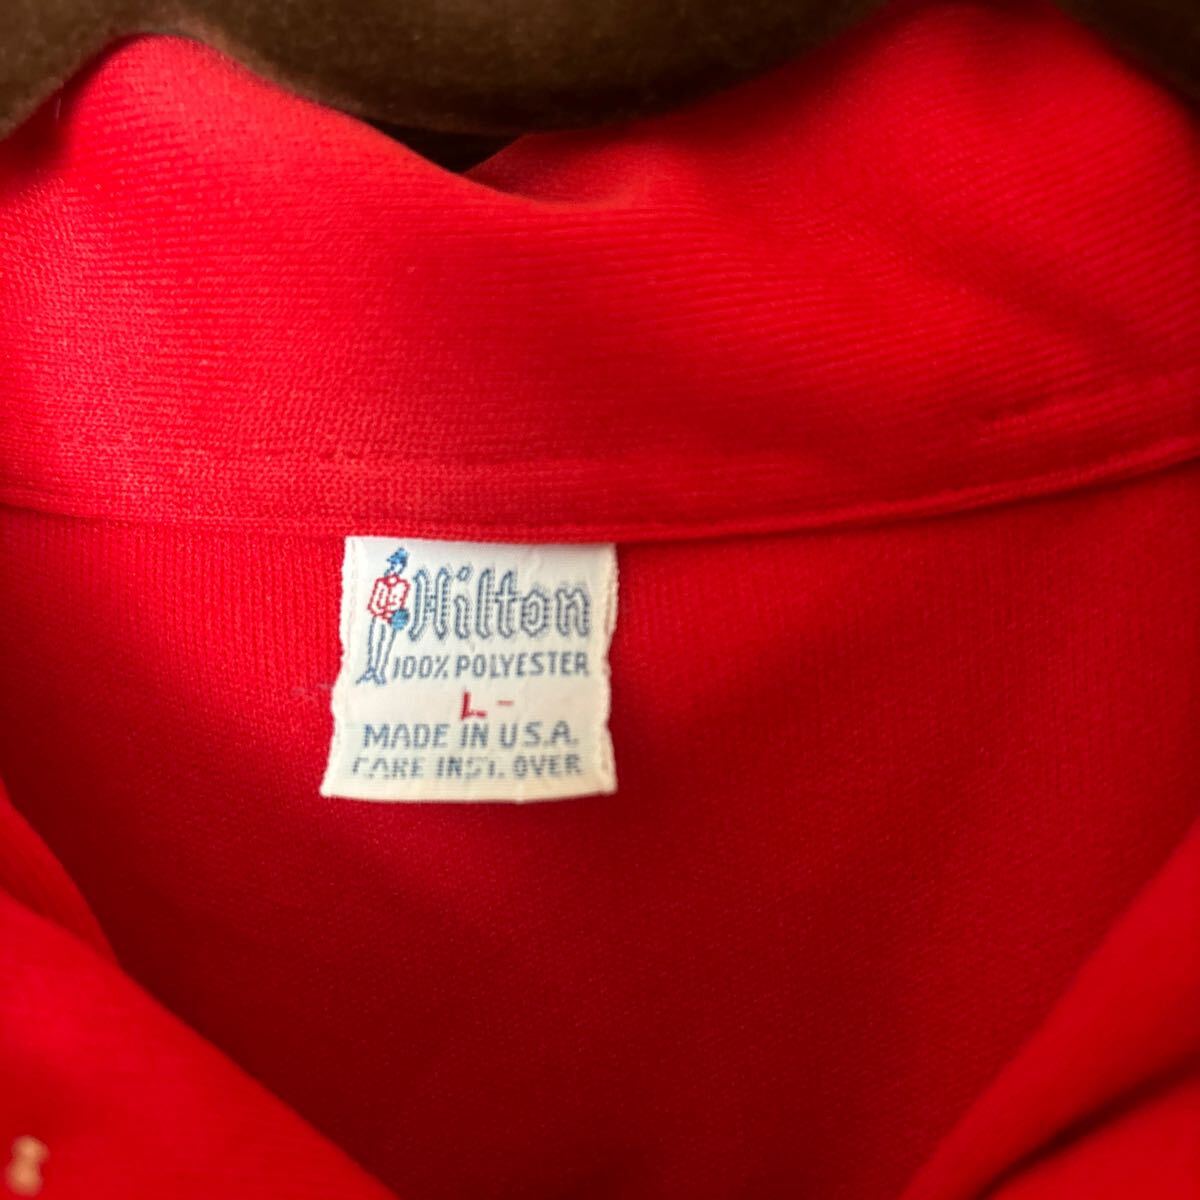 Hilton
100% POLYESTER
L-
MADE IN U.S.A.
CARE INST. OVER